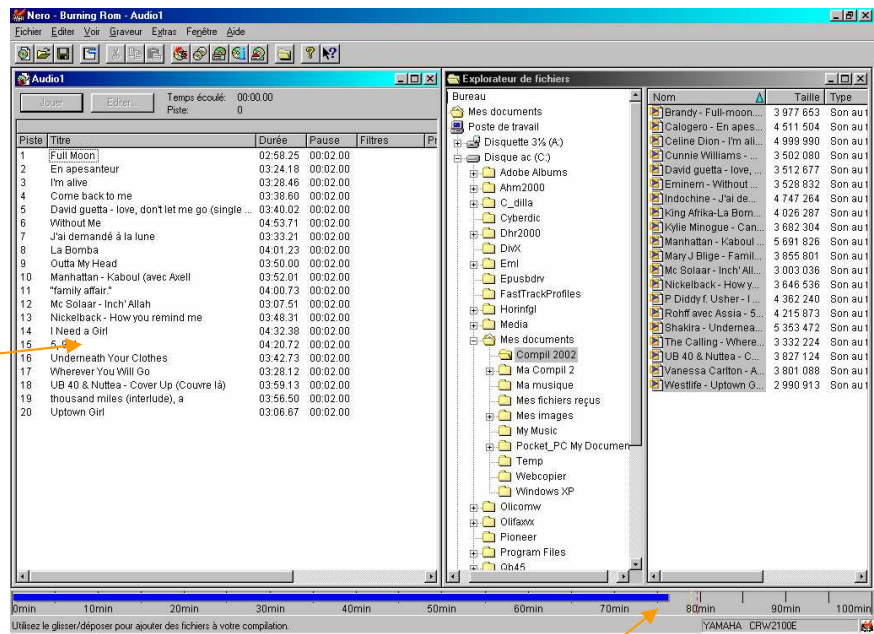 Nero - Burning Rom - Audio1
Fichier Editer Voir Graveur Extras Fenêtre Aide
Audio1
Jouer Editer... Temps écoulé: 00:00.00
Piste: 0
Piste Titre Durée Pause Filtres
1 Full Moon 02:58.25 00:02.00
2 En apesanteur 03:24.18 00:02.00
3 I'm alive 03:28.46 00:02.00
4 Come back to me 03:38.60 00:02.00
5 David guetta - love, don't let me go (single ... 03:40.02 00:02.00
6 Without Me 04:53.71 00:02.00
7 J'ai demandé à la lune 03:33.21 00:02.00
8 La Bomba 04:01.23 00:02.00
9 Outta My Head 03:50.00 00:02.00
10 Manhattan - Kaboul (avec Axell 03:52.01 00:02.00
11 "family affair." 04:00.73 00:02.00
12 Mc Solaar - Inch' Allah 03:07.51 00:02.00
13 Nickelback - How you remind me 03:48.31 00:02.00
14 I Need a Girl 04:32.38 00:02.00
15 5, 04:20.72 00:02.00
16 Underneath Your Clothes 03:42.73 00:02.00
17 Wherever You Will Go 03:28.12 00:02.00
18 UB 40 & Nuttea - Cover Up (Couvre là) 03:59.13 00:02.00
19 thousand miles (interlude), a 03:56.50 00:02.00
20 Uptown Girl 03:06.67 00:02.00
Explorateur de fichiers
Bureau
Mes documents
Poste de travail
Disquette 3½ (A:)
Disque ac (C:)
Adobe Albums
Ahm2000
C_dilla
Cyberdic
Dhr2000
DivX
Eml
Epusbdrv
FastTrackProfiles
Horinfgl
Media
Mes documents
Compil 2002
Ma Compil 2
Ma musique
Mes fichiers reçus
Mes images
My Music
Pocket_PC My Documen
Temp
Webcopier
Windows XP
Olicomw
Olifaxwx
Pioneer
Program Files
Qb45
Nom Taille Type
Brandy - Full-moon.... 3 977 653 Son au
Calogero - En apes... 4 511 504 Son au
Celine Dion - I'm ali... 4 999 990 Son au
Cunnie Williams - ... 3 502 080 Son au
David guetta - love, ... 3 512 677 Son au
Eminem - Without ... 3 528 832 Son au
Indochine - J'ai de... 4 747 264 Son au
King Afrika-La Bom... 4 026 287 Son au
Kylie Minogue - Can... 3 682 304 Son au
Manhattan - Kaboul ... 5 691 826 Son au
Mary J Blige - Famil... 3 855 801 Son au
Mc Solaar - Inch' All... 3 003 036 Son au
Nickelback - How y... 3 646 536 Son au
P Diddy f. Usher - I ... 4 362 240 Son au
Rohff avec Assia - 5... 4 215 873 Son au
Shakira - Undernea... 5 353 472 Son au
The Calling - Where... 3 332 224 Son au
UB 40 & Nuttea - C... 3 827 124 Son au
Vanessa Carlton - A... 3 801 088 Son au
Westlife - Uptown G... 2 990 913 Son au
0min 10min 20min 30min 40min 50min 60min 70min 80min 90min 100min
Utilisez le glisser/déposer pour ajouter des fichiers à votre compilation. YAMAHA CRW2100E